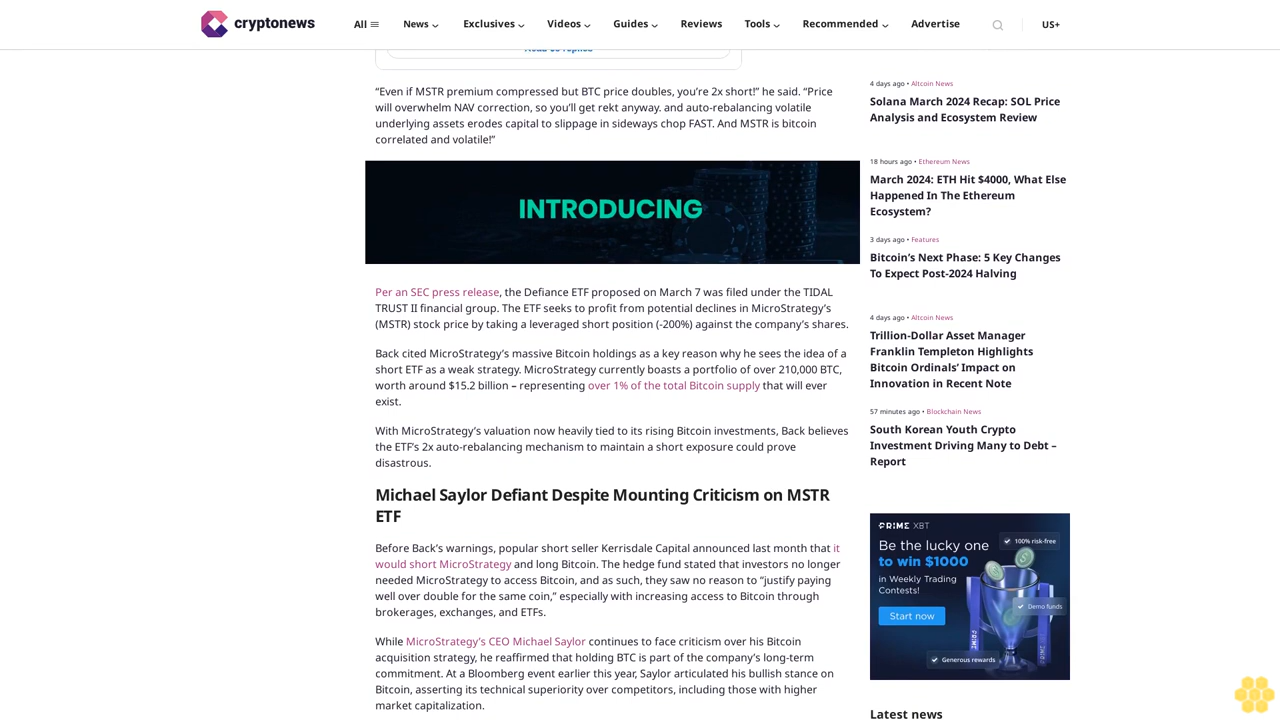 cryptonews
All
News
Exclusives
Videos
Guides
Reviews
Tools
Recommended
Advertise
US+
“Even if MSTR premium compressed but BTC price doubles, you’re 2x short!” he said. “Price
will overwhelm NAV correction, so you’ll get rekt anyway. and auto-rebalancing volatile
underlying assets erodes capital to slippage in sideways chop FAST. And MSTR is bitcoin
correlated and volatile!”
INTRODUCING
Per an SEC press release, the Defiance ETF proposed on March 7 was filed under the TIDAL
TRUST II financial group. The ETF seeks to profit from potential declines in MicroStrategy’s
(MSTR) stock price by taking a leveraged short position (-200%) against the company’s shares.
Back cited MicroStrategy’s massive Bitcoin holdings as a key reason why he sees the idea of a
short ETF as a weak strategy. MicroStrategy currently boasts a portfolio of over 210,000 BTC,
worth around $15.2 billion – representing over 1% of the total Bitcoin supply that will ever
exist.
With MicroStrategy’s valuation now heavily tied to its rising Bitcoin investments, Back believes
the ETF’s 2x auto-rebalancing mechanism to maintain a short exposure could prove
disastrous.
Michael Saylor Defiant Despite Mounting Criticism on MSTR
ETF
Before Back’s warnings, popular short seller Kerrisdale Capital announced last month that it
would short MicroStrategy and long Bitcoin. The hedge fund stated that investors no longer
needed MicroStrategy to access Bitcoin, and as such, they saw no reason to “justify paying
well over double for the same coin,” especially with increasing access to Bitcoin through
brokerages, exchanges, and ETFs.
While MicroStrategy’s CEO Michael Saylor continues to face criticism over his Bitcoin
acquisition strategy, he reaffirmed that holding BTC is part of the company’s long-term
commitment. At a Bloomberg event earlier this year, Saylor articulated his bullish stance on
Bitcoin, asserting its technical superiority over competitors, including those with higher
market capitalization.
4 days ago • Altcoin News
Solana March 2024 Recap: SOL Price
Analysis and Ecosystem Review
18 hours ago • Ethereum News
March 2024: ETH Hit $4000, What Else
Happened In The Ethereum
Ecosystem?
3 days ago • Features
Bitcoin’s Next Phase: 5 Key Changes
To Expect Post-2024 Halving
4 days ago • Altcoin News
Trillion-Dollar Asset Manager
Franklin Templeton Highlights
Bitcoin Ordinals’ Impact on
Innovation in Recent Note
57 minutes ago • Blockchain News
South Korean Youth Crypto
Investment Driving Many to Debt –
Report
PRIME XBT
100% risk-free
Be the lucky one
to win $1000
in Weekly Trading
Contests!
Demo funds
Start now
Generous rewards
Latest news